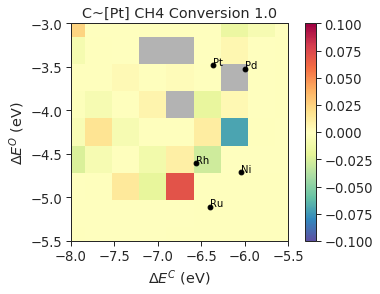 C~[Pt] CH4 Conversion 1.0
−3.0
−3.5
−4.0
−4.5
−5.0
−5.5
ΔE^O (eV)
Pt
Pd
Rh
Ni
Ru
−8.0 −7.5 −7.0 −6.5 −6.0 −5.5
ΔE^C (eV)
0.100
0.075
0.050
0.025
0.000
−0.025
−0.050
−0.075
−0.100